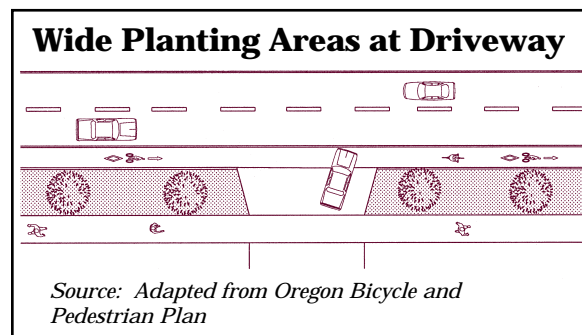 Wide Planting Areas at Driveway
Source:  Adapted from Oregon Bicycle and
Pedestrian Plan